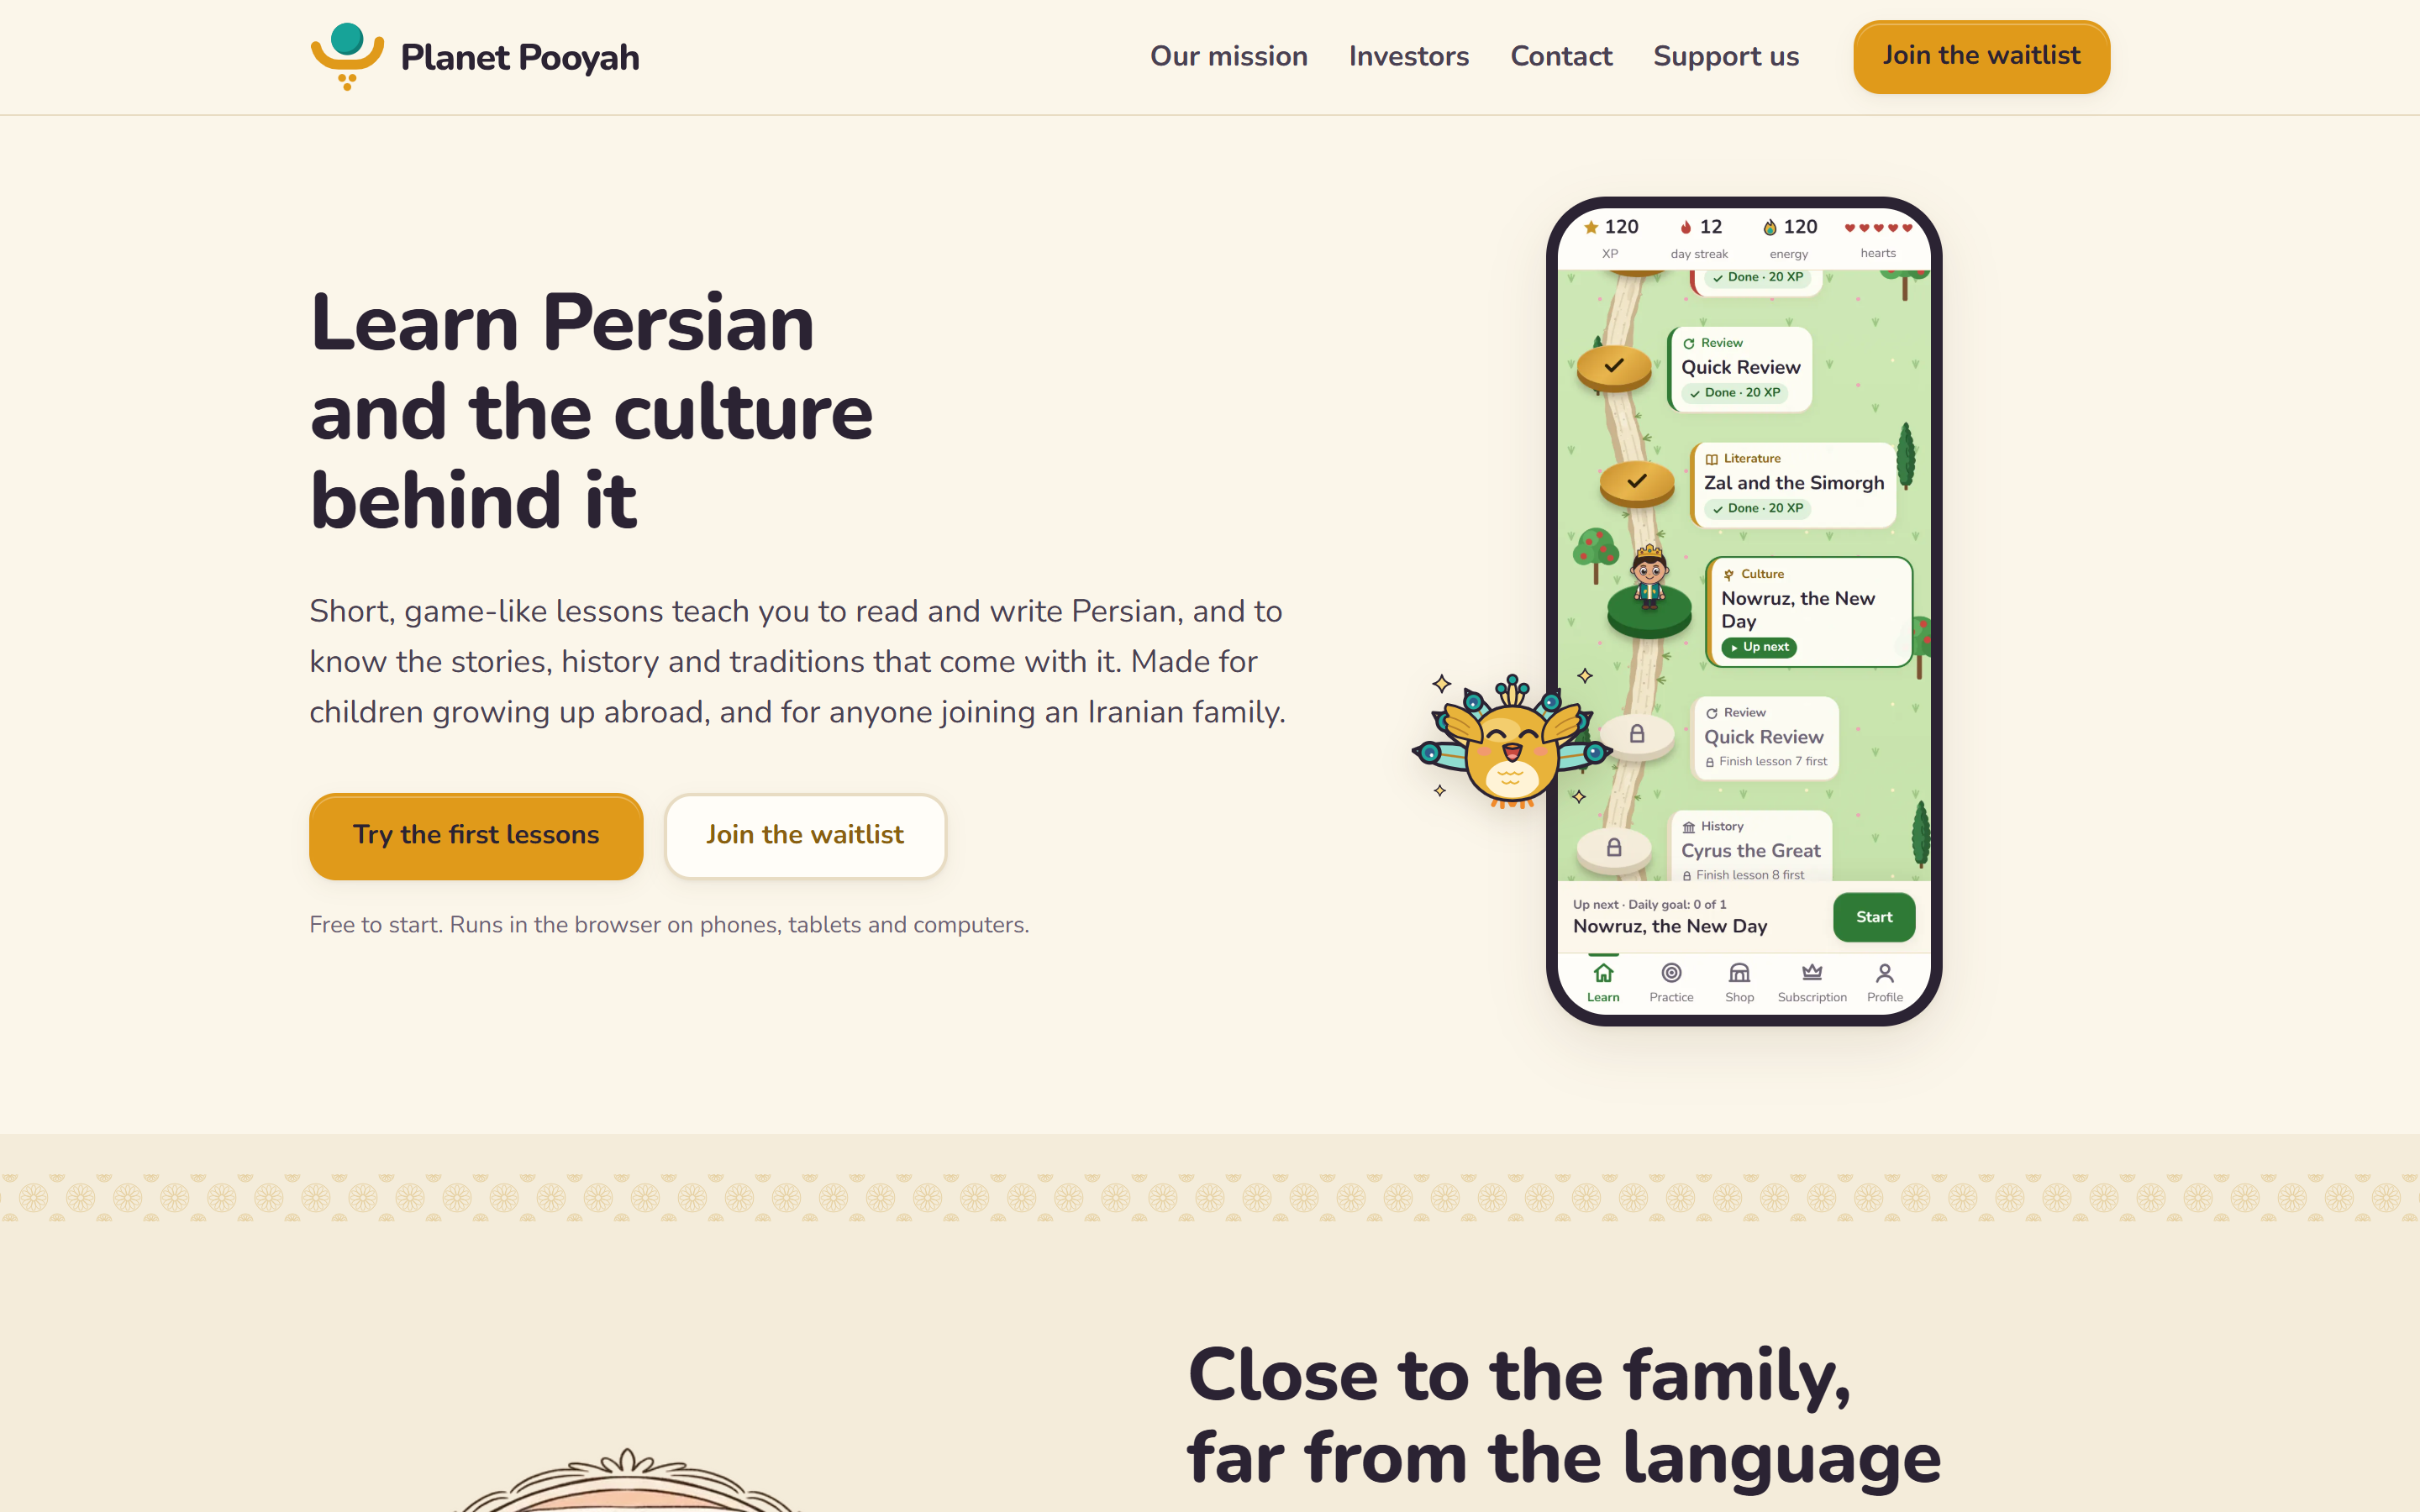 Planet Pooyah
Our mission
Investors
Contact
Support us
Join the waitlist
Learn Persian
and the culture
behind it
Short, game-like lessons teach you to read and write Persian, and to
know the stories, history and traditions that come with it. Made for
children growing up abroad, and for anyone joining an Iranian family.
Try the first lessons
Join the waitlist
Free to start. Runs in the browser on phones, tablets and computers.
120
XP
12
day streak
120
energy
hearts
Done · 20 XP
Review
Quick Review
Done · 20 XP
Literature
Zal and the Simorgh
Done · 20 XP
Culture
Nowruz, the New
Day
Up next
Review
Quick Review
Finish lesson 7 first
History
Cyrus the Great
Finish lesson 8 first
Up next · Daily goal: 0 of 1
Nowruz, the New Day
Start
Learn
Practice
Shop
Subscription
Profile
Close to the family,
far from the language